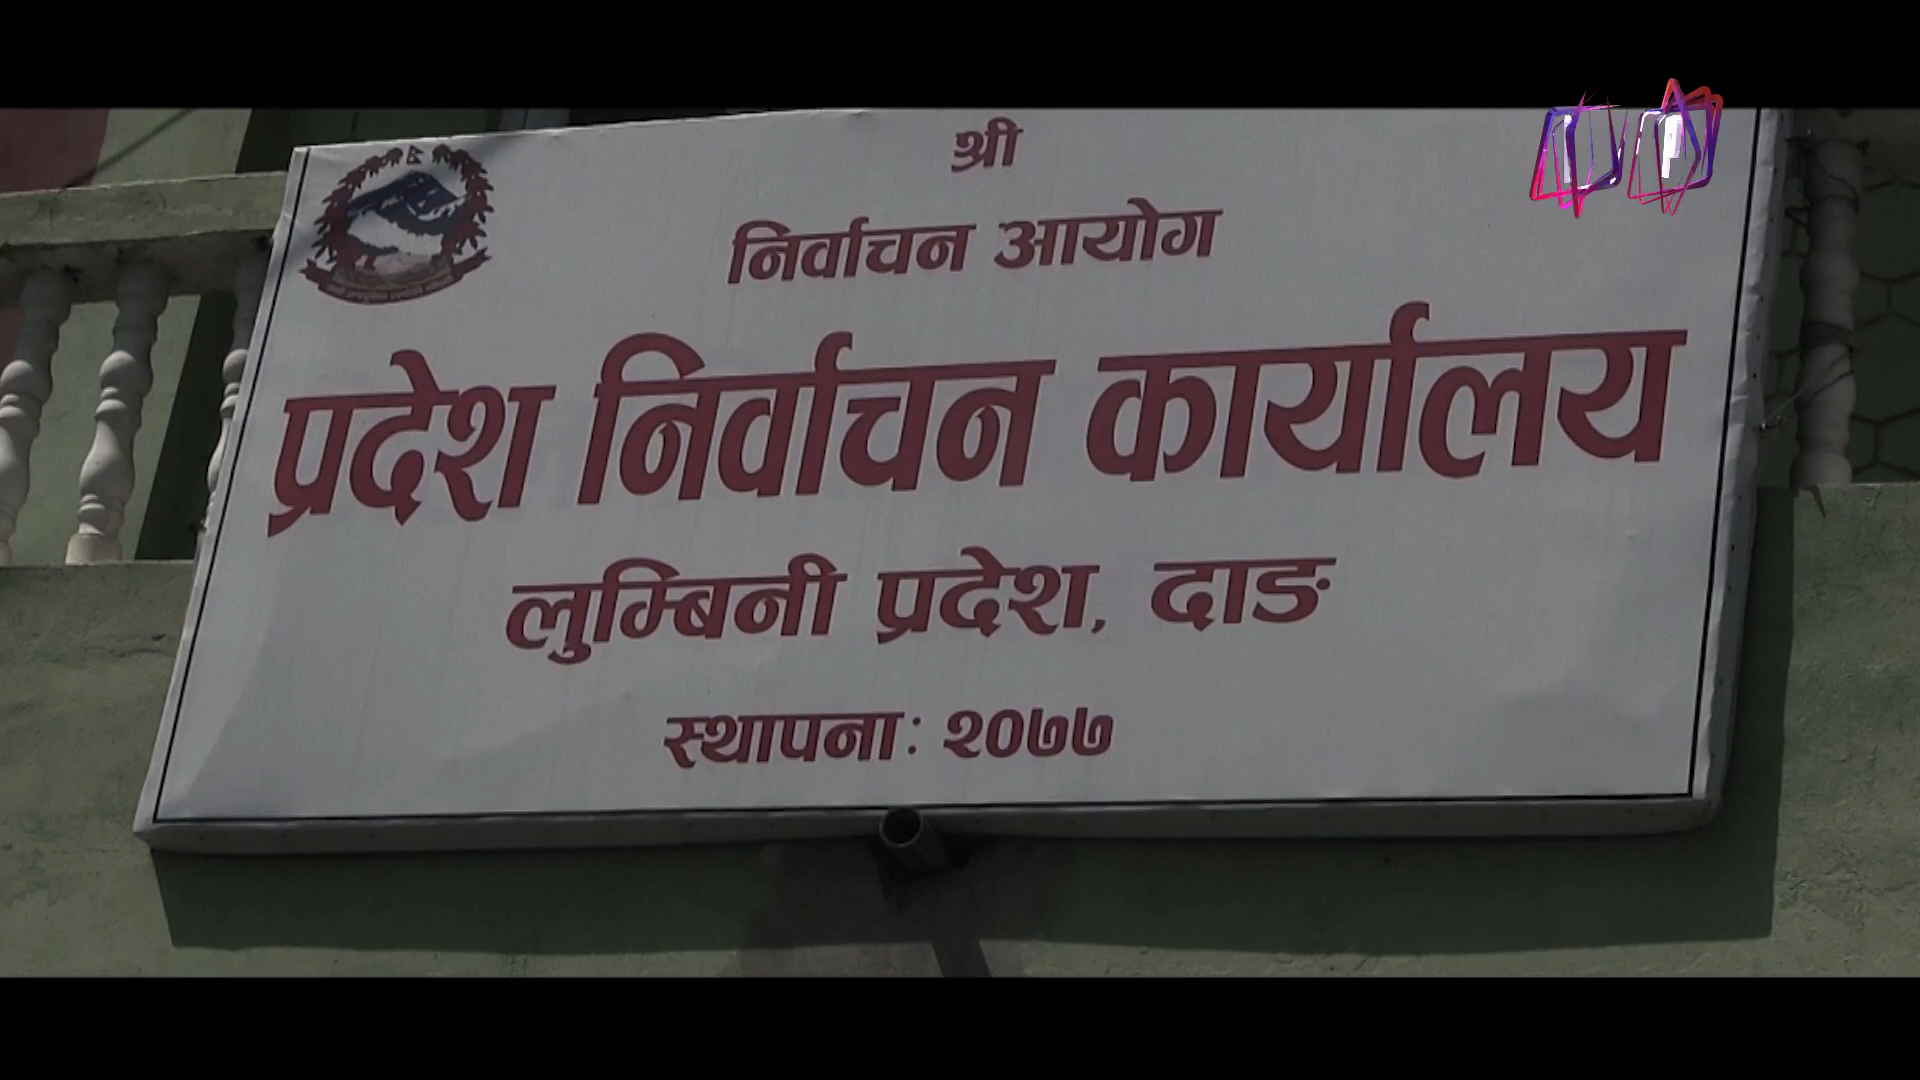 श्री
निर्वाचन आयोग
प्रदेश निर्वाचन कार्यालय
लुम्बिनी प्रदेश, दाङ
स्थापना: २०७७